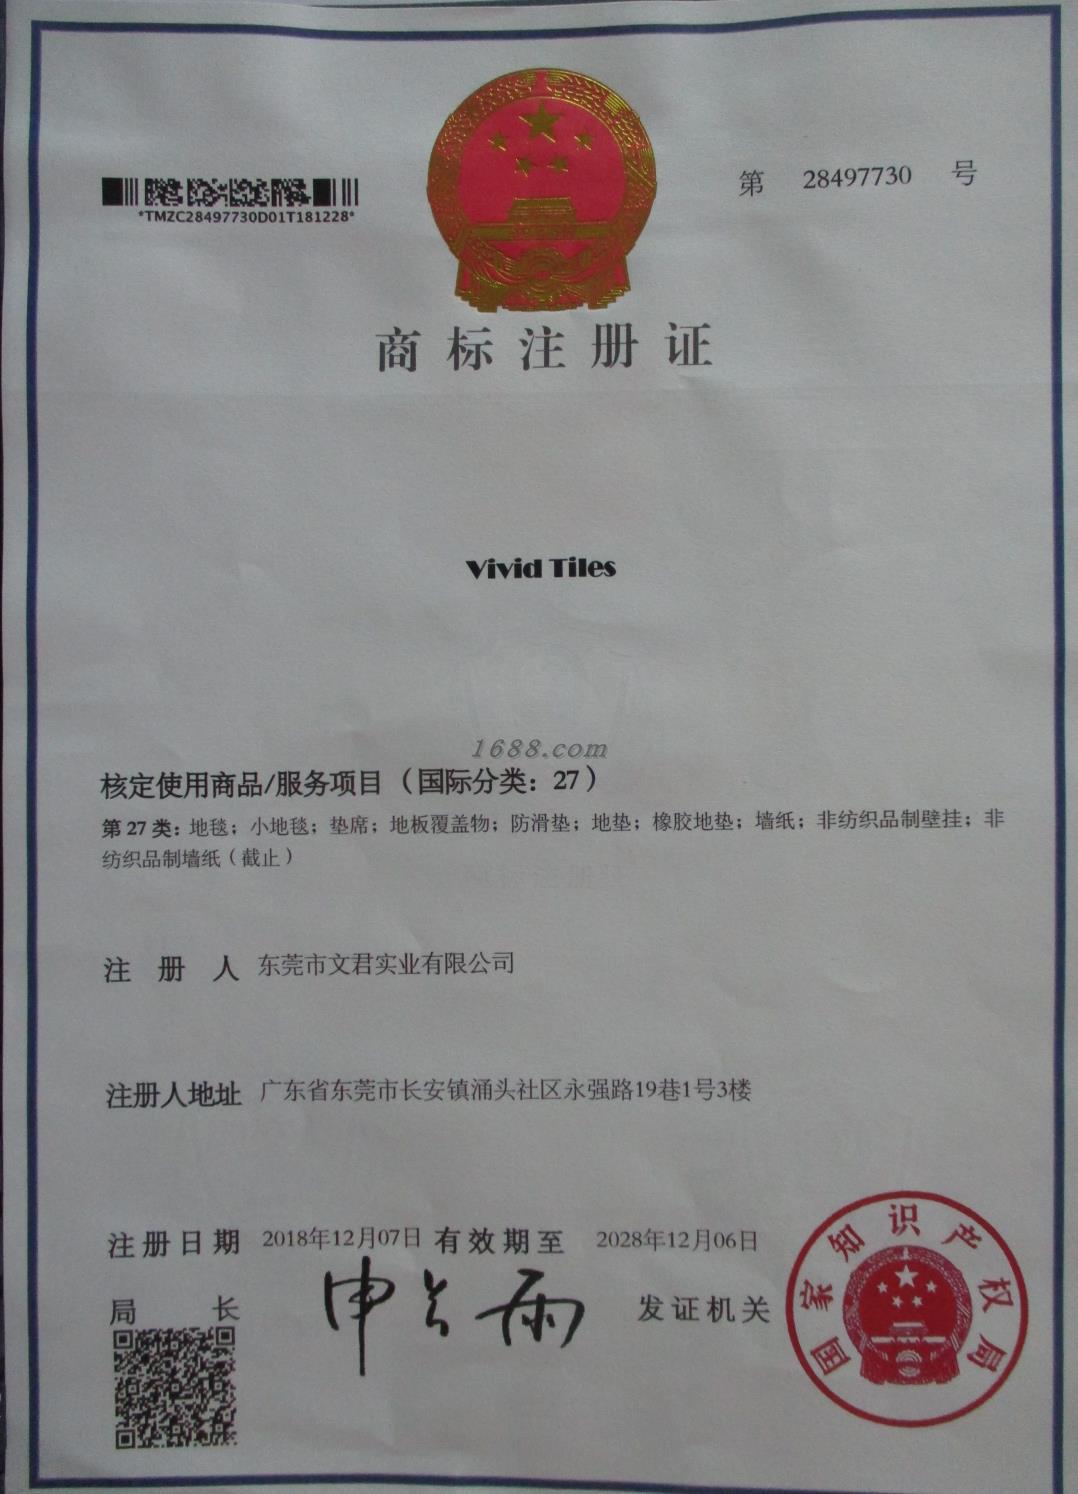 第 28497730 号
*TMZC28497730D01T181228*
商标注册证
Vivid Tiles
1688.com
核定使用商品/服务项目（国际分类：27）
第27类：地毯；小地毯；垫席；地板覆盖物；防滑垫；地垫；橡胶地垫；墙纸；非纺织品制壁挂；非
纺织品制墙纸（截止）
注册人 东莞市文君实业有限公司
注册人地址 广东省东莞市长安镇涌头社区永强路19巷1号3楼
注册日期 2018年12月07日 有效期至 2028年12月06日
局长 申长雨 发证机关
国家知识产权局